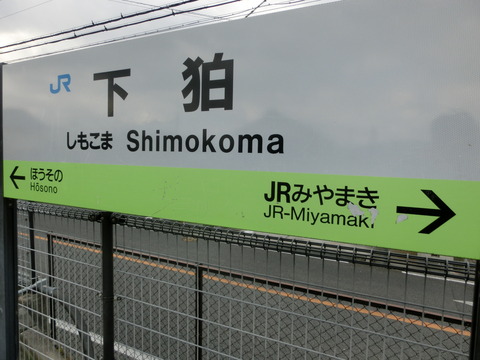 JR 下狛
しもこま Shimokoma
ほうその
Hōsono
JRみやまき
JR-Miyamaki